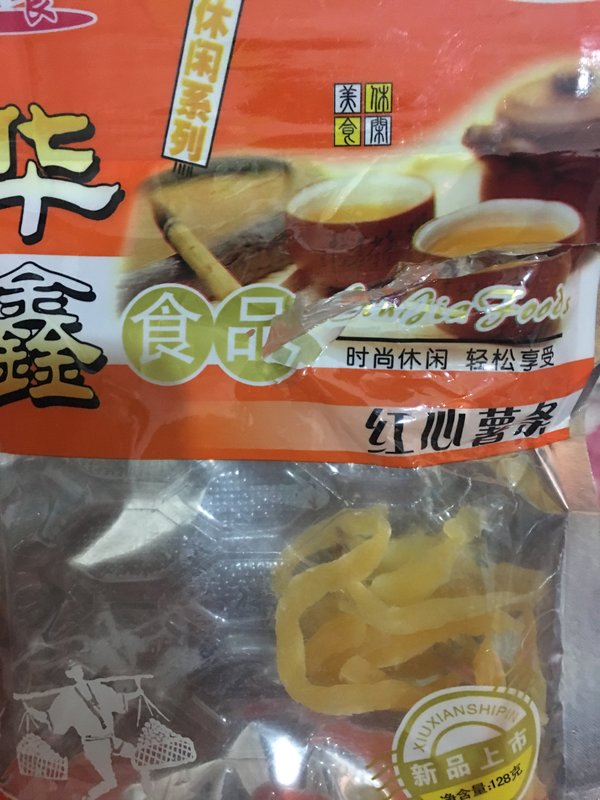 食
休闲系列
美休
食闲
华
鑫
食品
时尚休闲 轻松享受
红心薯条
XIUXIANSHIPIN
新品上市
净含量:128克